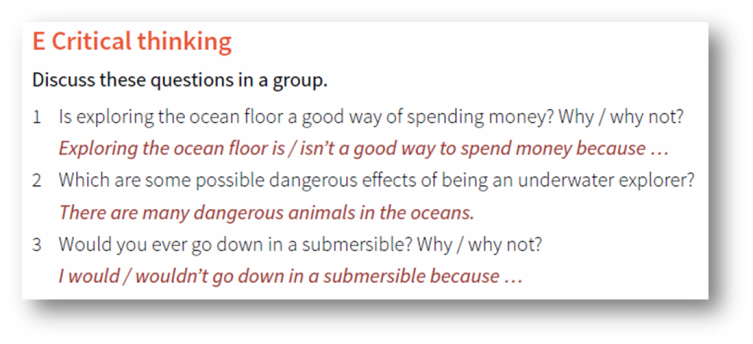 E Critical thinking
Discuss these questions in a group.
1 Is exploring the ocean floor a good way of spending money? Why / why not?
Exploring the ocean floor is / isn't a good way to spend money because …
2 Which are some possible dangerous effects of being an underwater explorer?
There are many dangerous animals in the oceans.
3 Would you ever go down in a submersible? Why / why not?
I would / wouldn't go down in a submersible because …